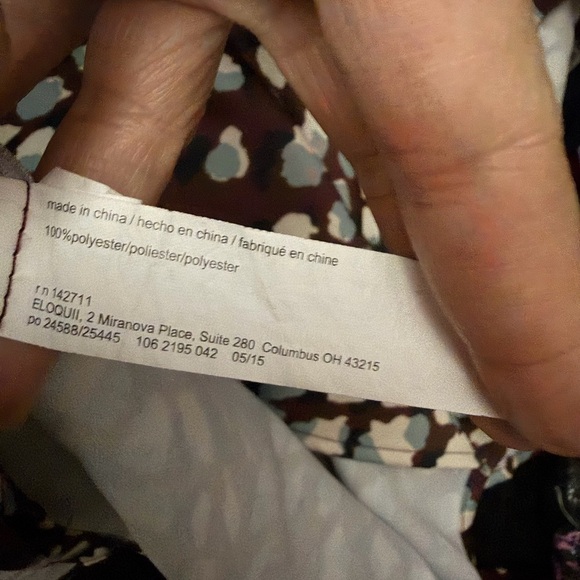 made in china / hecho en china / fabriqué en chine
100%polyester/poliester/polyester
rn 142711
ELOQUII, 2 Miranova Place, Suite 280 Columbus OH 43215
po 24588/25445 106 2195 042 05/15